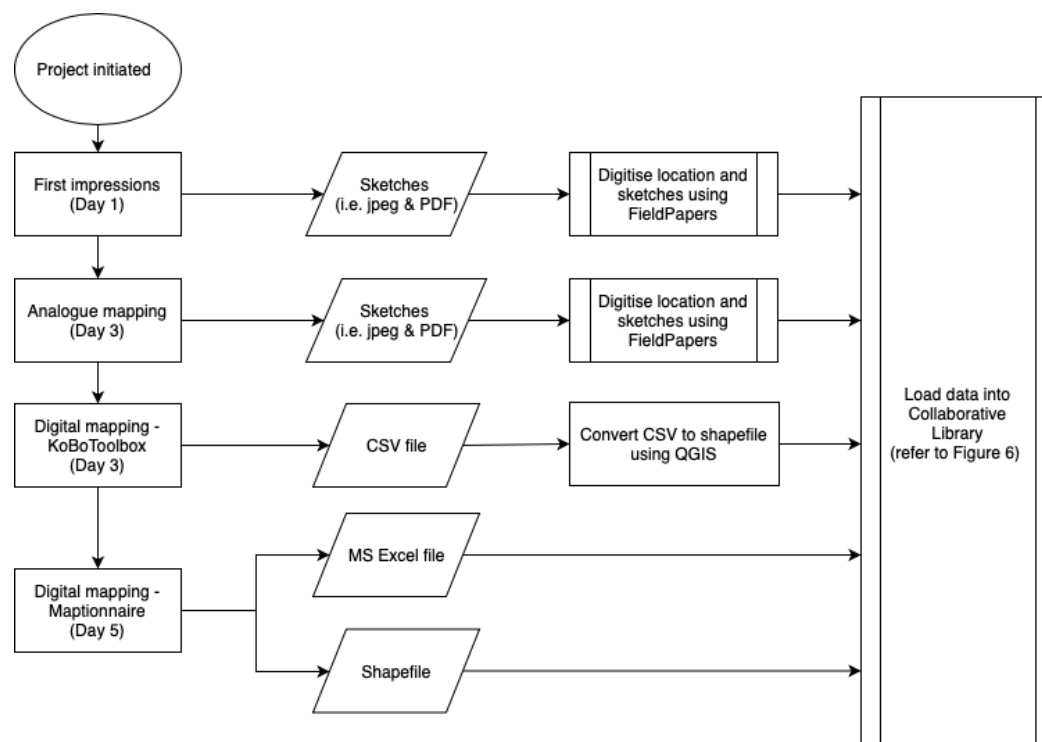 Project initiated
First impressions
(Day 1)
Sketches
(i.e. jpeg & PDF)
Digitise location and
sketches using
FieldPapers
Analogue mapping
(Day 3)
Sketches
(i.e. jpeg & PDF)
Digitise location and
sketches using
FieldPapers
Digital mapping -
KoBoToolbox
(Day 3)
CSV file
Convert CSV to shapefile
using QGIS
Load data into
Collaborative
Library
(refer to Figure 6)
MS Excel file
Digital mapping -
Maptionnaire
(Day 5)
Shapefile